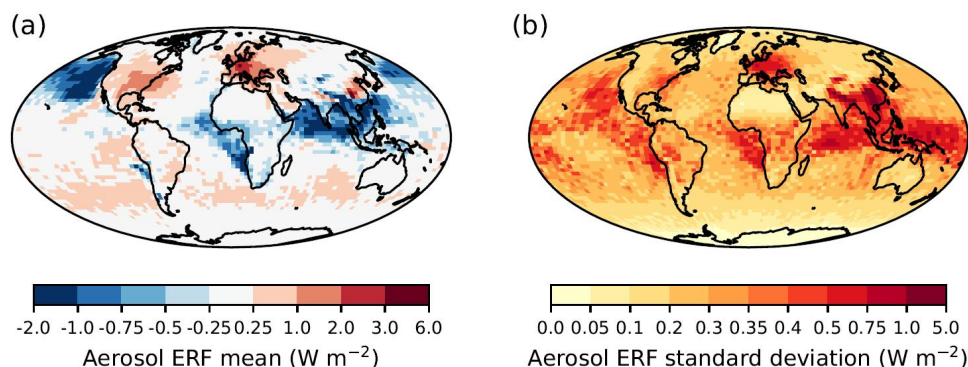 (a)
(b)
-2.0 -1.0 -0.75 -0.5 -0.25 0.25 1.0 2.0 3.0 6.0
Aerosol ERF mean (W m⁻²)
0.0 0.05 0.1 0.2 0.3 0.35 0.4 0.5 0.75 1.0 5.0
Aerosol ERF standard deviation (W m⁻²)